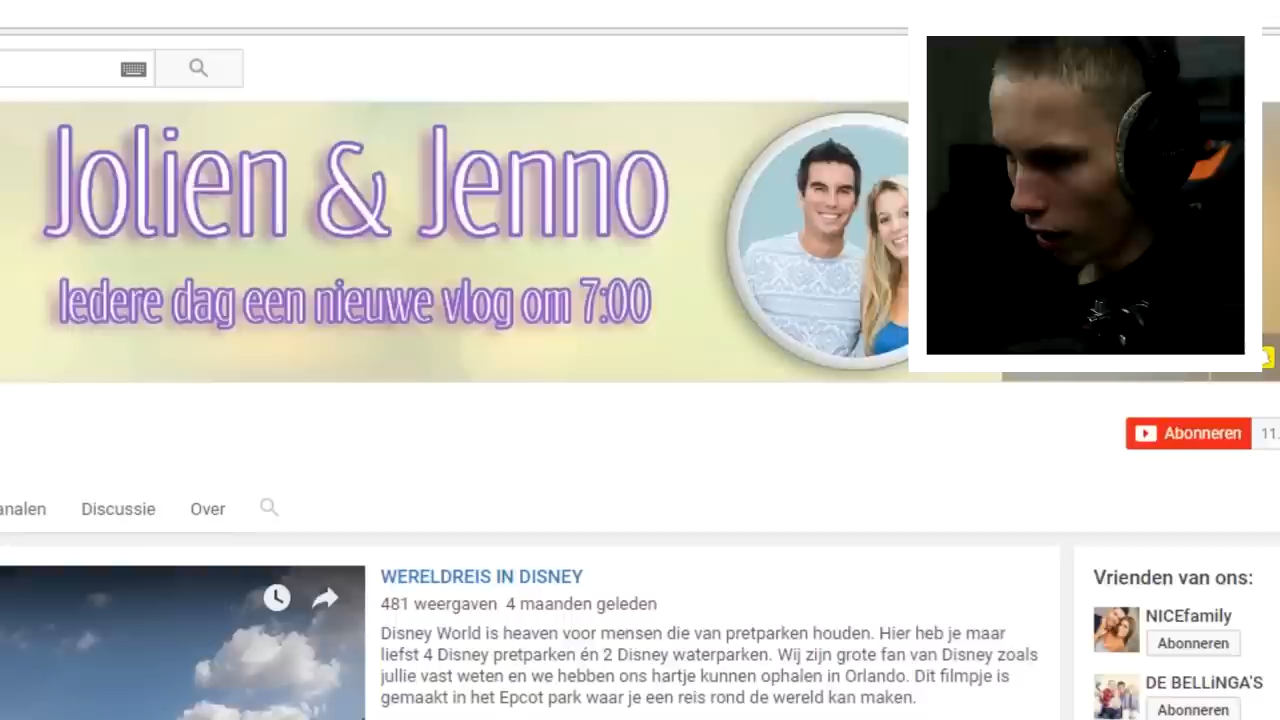 Jolien & Jenno
Iedere dag een nieuwe vlog om 7:00
Abonneren
11.
analen Discussie Over
WERELDREIS IN DISNEY
481 weergaven 4 maanden geleden
Disney World is heaven voor mensen die van pretparken houden. Hier heb je maar
liefst 4 Disney pretparken én 2 Disney waterparken. Wij zijn grote fan van Disney zoals
jullie vast weten en we hebben ons hartje kunnen ophalen in Orlando. Dit filmpje is
gemaakt in het Epcot park waar je een reis rond de wereld kan maken.
Vrienden van ons:
NICEfamily
Abonneren
DE BELLiNGA'S
Abonneren